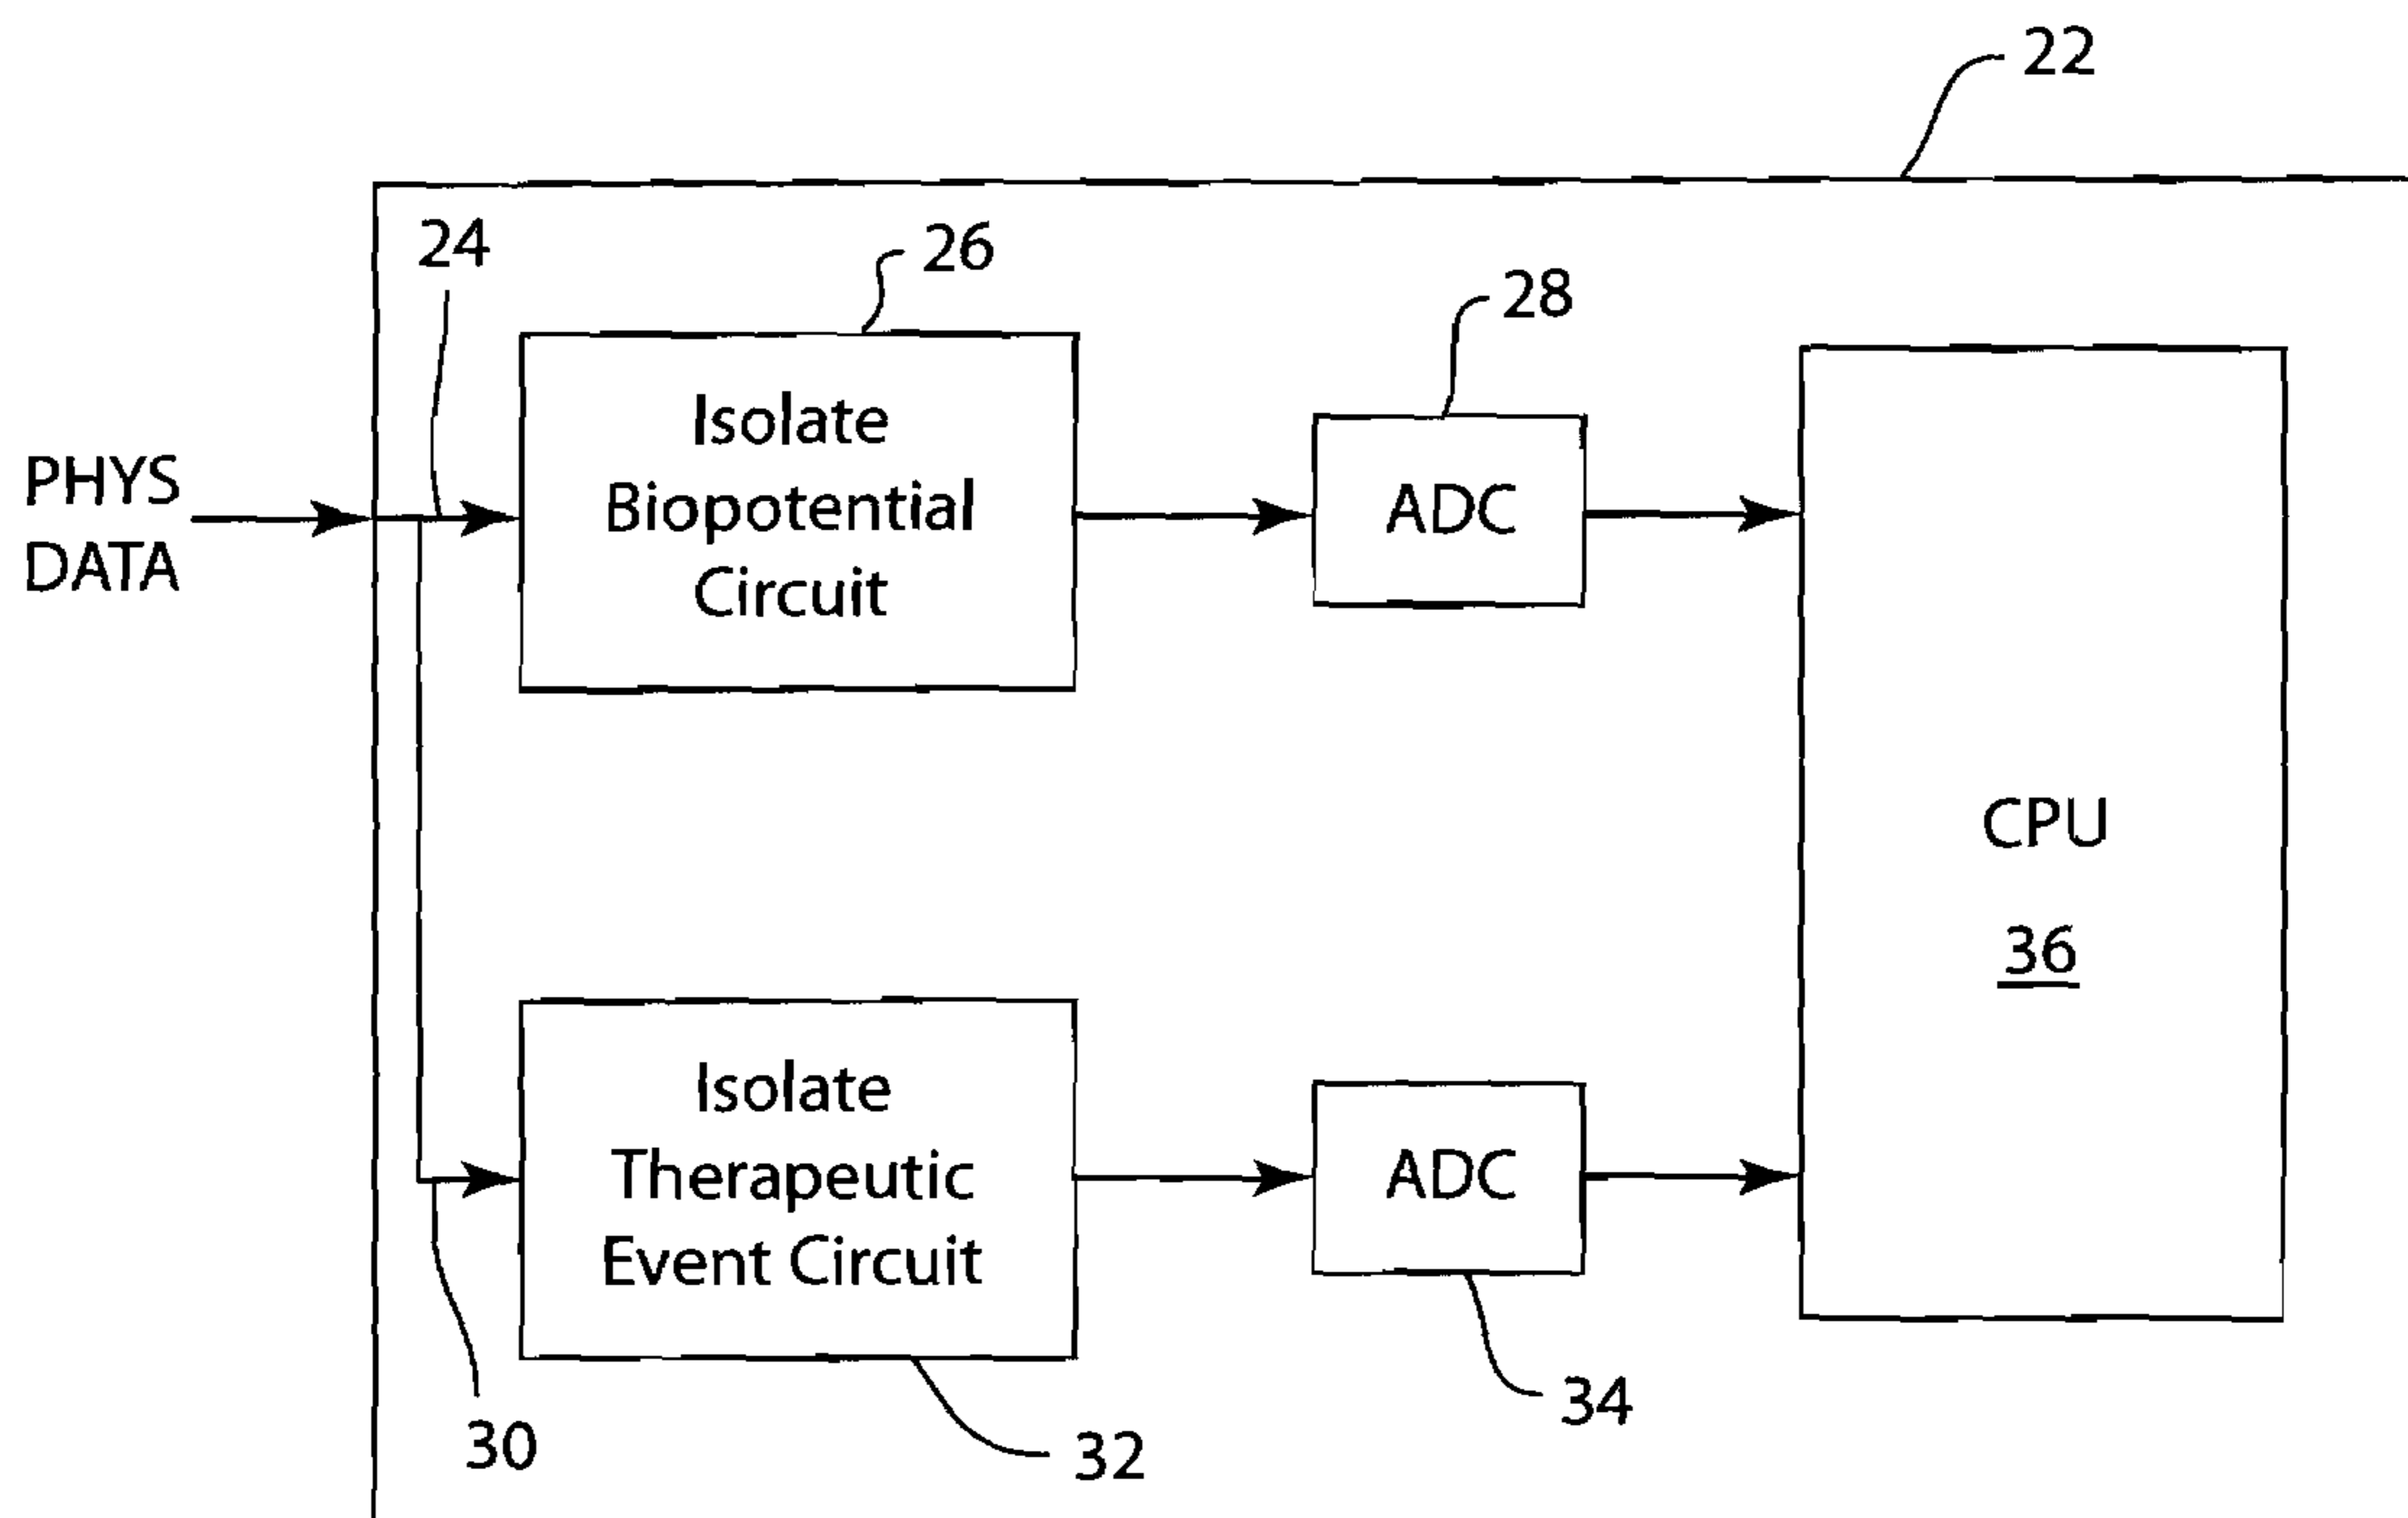 22
24
26
28
PHYS
DATA
Isolate
Biopotential
Circuit
ADC
CPU
36
Isolate
Therapeutic
Event Circuit
ADC
30
32
34